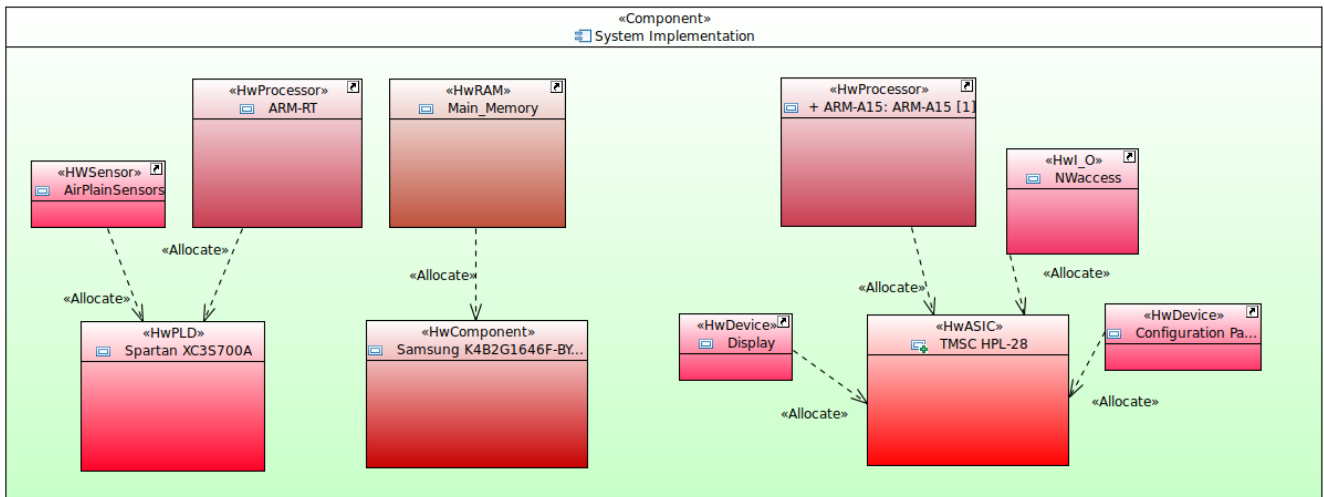 «Component»
System Implementation
«HwProcessor»
ARM-RT
«HwRAM»
Main_Memory
«HwProcessor»
+ ARM-A15: ARM-A15 [1]
«HWSensor»
AirPlainSensors
«HwI_O»
NWaccess
«Allocate»
«Allocate»
«Allocate»
«Allocate»
«Allocate»
«Allocate»
«HwPLD»
Spartan XC3S700A
«HwComponent»
Samsung K4B2G1646F-BY...
«HwDevice»
Display
«HwASIC»
TMSC HPL-28
«HwDevice»
Configuration Pa...
«Allocate»
«Allocate»